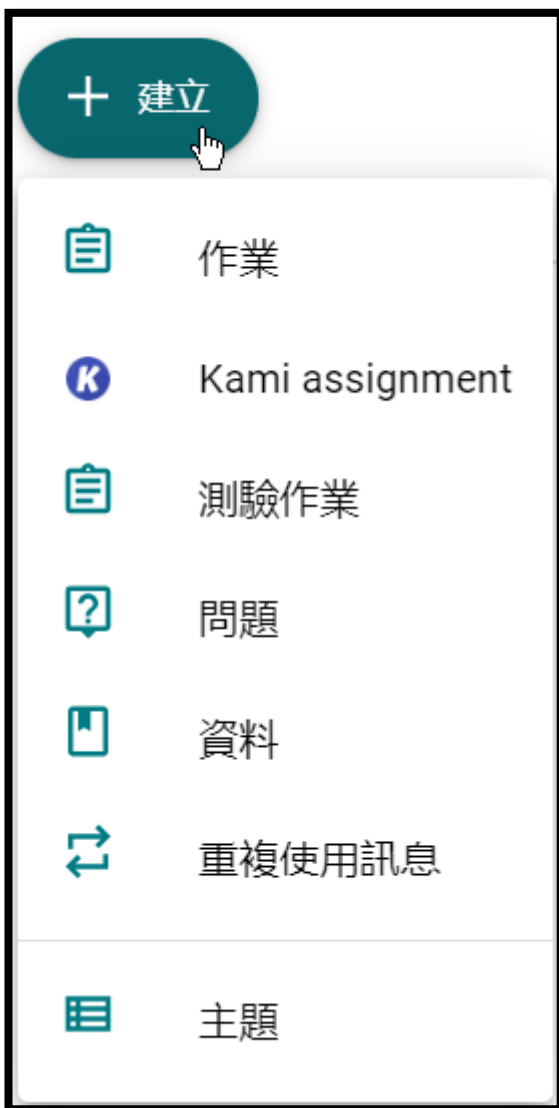 建立
作業
Kami assignment
測驗作業
問題
資料
重複使用訊息
主題